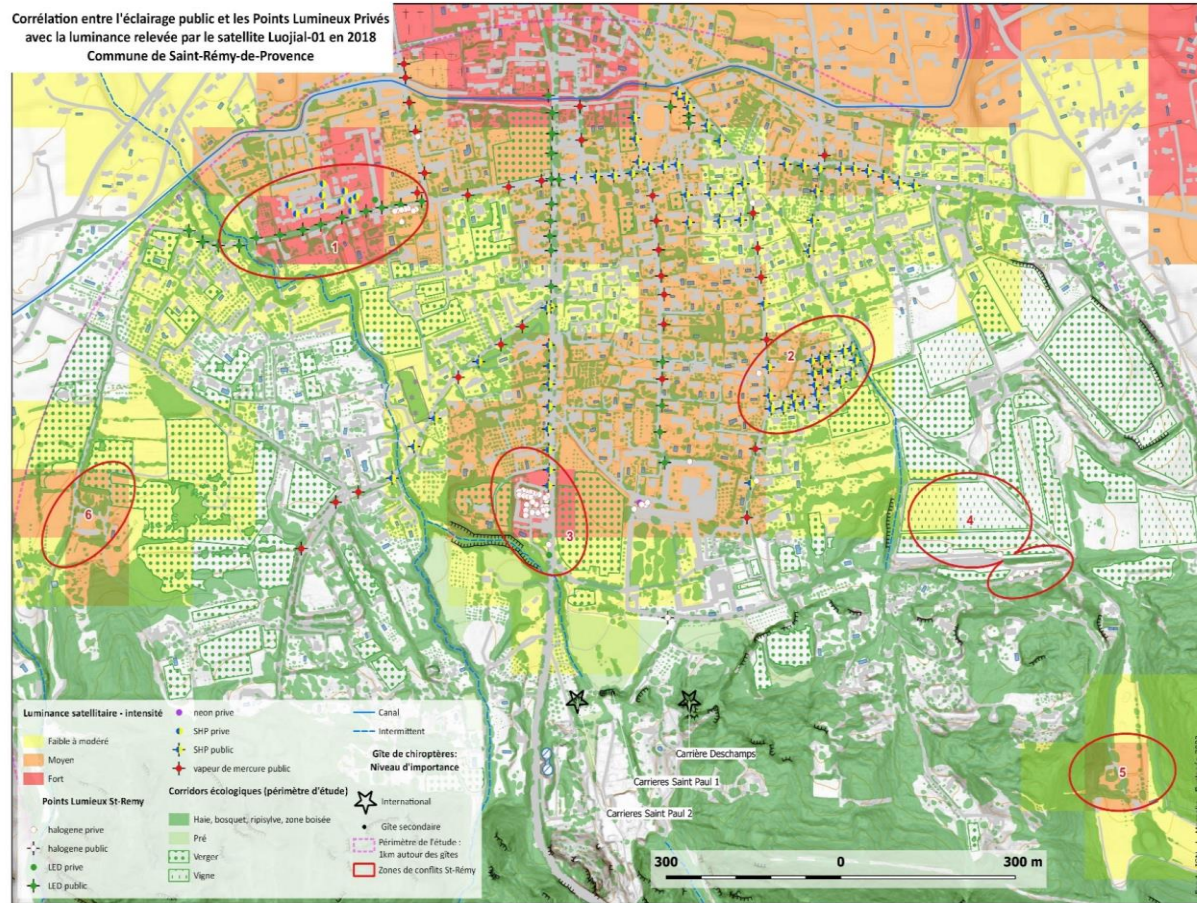 Corrélation entre l'éclairage public et les Points Lumineux Privés
avec la luminance relevée par le satellite Luojial-01 en 2018
Commune de Saint-Rémy-de-Provence
1
2
3
4
5
6
Carrière Deschamps
Carrieres Saint Paul 1
Carrieres Saint Paul 2
Luminance satellitaire - intensité
Faible à modéré
Moyen
Fort
Points Lumieux St-Remy
halogene prive
halogene public
LED prive
LED public
neon prive
SHP prive
SHP public
vapeur de mercure public
Corridors écologiques (périmètre d'étude)
Haie, bosquet, ripisylve, zone boisée
Pré
Verger
Vigne
Canal
Intermittent
Gîte de chiroptères:
Niveau d'importance
International
Gîte secondaire
Périmètre de l'étude :
1km autour des gîtes
Zones de conflits St-Rémy
300 0 300 m